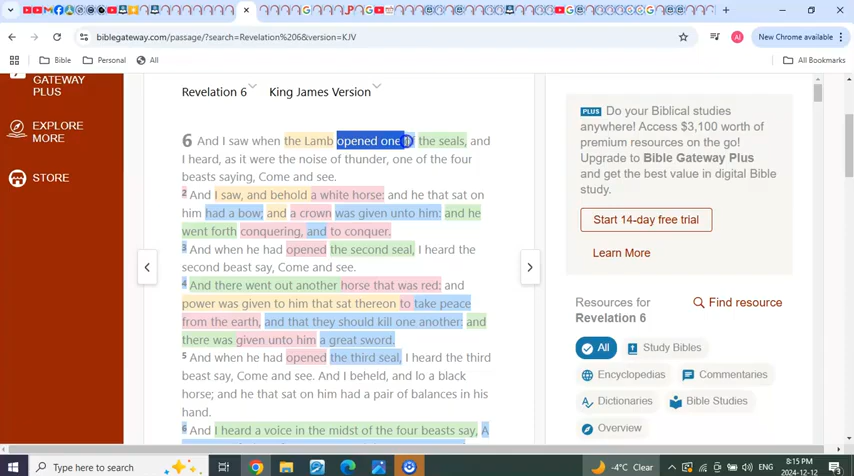 biblegateway.com/passage/?search=Revelation%206&version=KJV
AI
New Chrome available
Bible
Personal
All
All Bookmarks
GATEWAY
PLUS
EXPLORE
MORE
STORE
Revelation 6
King James Version
6 And I saw when the Lamb opened one the seals, and
I heard, as it were the noise of thunder, one of the four
beasts saying, Come and see.
2 And I saw, and behold a white horse: and he that sat on
him had a bow; and a crown was given unto him: and he
went forth conquering, and to conquer.
3 And when he had opened the second seal, I heard the
second beast say, Come and see.
4 And there went out another horse that was red: and
power was given to him that sat thereon to take peace
from the earth, and that they should kill one another: and
there was given unto him a great sword.
5 And when he had opened the third seal, I heard the third
beast say, Come and see. And I beheld, and lo a black
horse; and he that sat on him had a pair of balances in his
hand.
6 And I heard a voice in the midst of the four beasts say, A
PLUS Do your Biblical studies
anywhere! Access $3,100 worth of
premium resources on the go!
Upgrade to Bible Gateway Plus
and get the best value in digital Bible
study.
Start 14-day free trial
Learn More
Resources for
Revelation 6
Find resource
All
Study Bibles
Encyclopedias
Commentaries
Dictionaries
Bible Studies
Overview
Type here to search
-4°C Clear
ENG
8:15 PM
2024-12-12